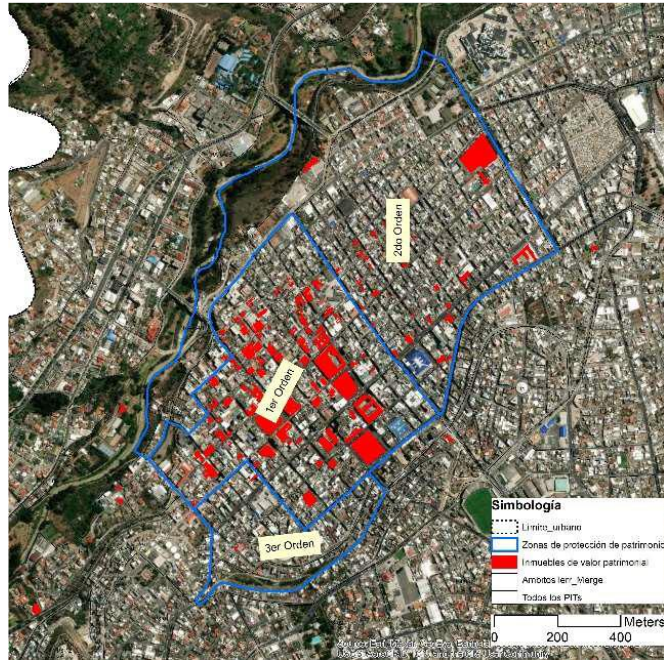 2do Orden
1er Orden
3er Orden
Simbología
Límite_urbano
Zonas de protección de patrimonio
Inmuebles de valor patrimonial
Todos los PITs
Meters
0 200 400